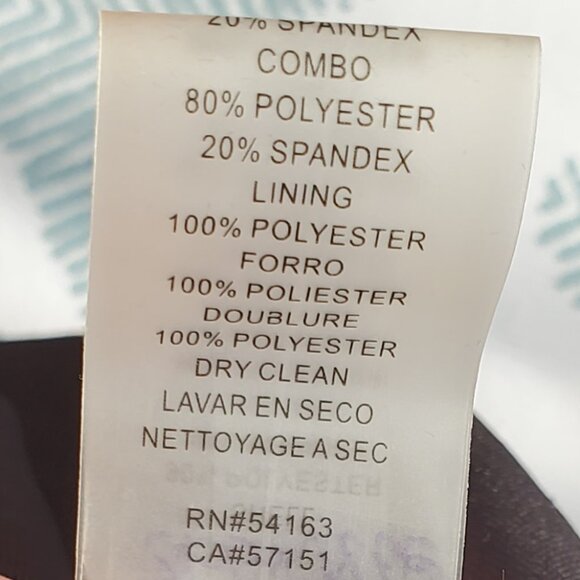 20% SPANDEX
COMBO
80% POLYESTER
20% SPANDEX
LINING
100% POLYESTER
FORRO
100% POLIESTER
DOUBLURE
100% POLYESTER
DRY CLEAN
LAVAR EN SECO
NETTOYAGE A SEC
RN#54163
CA#57151